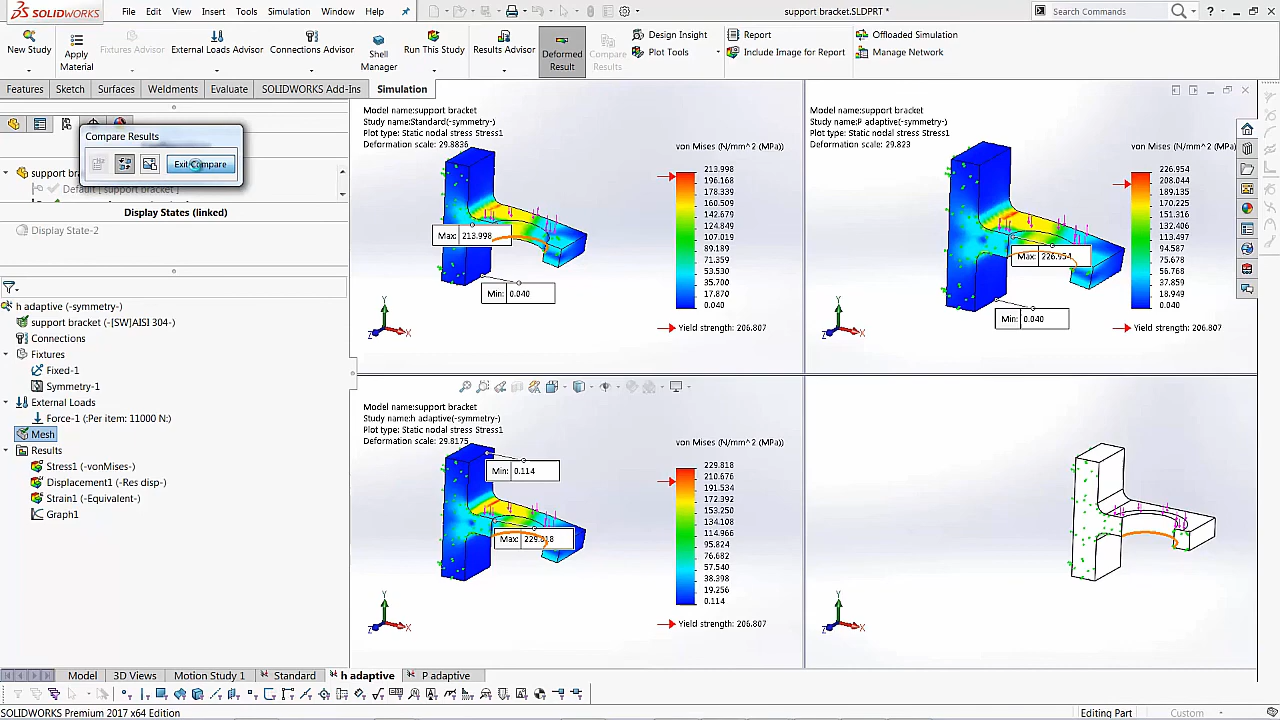 SOLIDWORKS
File Edit View Insert Tools Simulation Window Help
support bracket.SLDPRT *
Search Commands
?
New Study
Apply Material
Fixtures Advisor
External Loads Advisor
Connections Advisor
Shell Manager
Run This Study
Results Advisor
Deformed Result
Compare Results
Design Insight
Plot Tools
Report
Include Image for Report
Offloaded Simulation
Manage Network
Features Sketch Surfaces Weldments Evaluate SOLIDWORKS Add-Ins Simulation
Compare Results
Exit Compare
support b
Default [ support bracket ]
Display States (linked)
Display State-2
h adaptive (-symmetry-)
support bracket (-[SW]AISI 304-)
Connections
Fixtures
Fixed-1
Symmetry-1
External Loads
Force-1 (:Per item: 11000 N:)
Mesh
Results
Stress1 (-vonMises-)
Displacement1 (-Res disp-)
Strain1 (-Equivalent-)
Graph1
Model name:support bracket
Study name:Standard(-symmetry-)
Plot type: Static nodal stress Stress1
Deformation scale: 29.8836
von Mises (N/mm^2 (MPa))
213.998
196.168
178.339
160.509
142.679
124.849
107.019
89.189
71.359
53.530
35.700
17.870
0.040
Yield strength: 206.807
Max: 213.998
Min: 0.040
Y
Z
X
Model name:support bracket
Study name:P adaptive(-symmetry-)
Plot type: Static nodal stress Stress1
Deformation scale: 29.823
von Mises (N/mm^2 (MPa))
226.954
208.044
189.135
170.225
151.316
132.406
113.497
94.587
75.678
56.768
37.859
18.949
0.040
Yield strength: 206.807
Max: 226.954
Min: 0.040
Y
Z
X
Model name:support bracket
Study name:h adaptive(-symmetry-)
Plot type: Static nodal stress Stress1
Deformation scale: 29.8175
von Mises (N/mm^2 (MPa))
229.818
210.676
191.534
172.392
153.250
134.108
114.966
95.824
76.682
57.540
38.398
19.256
0.114
Yield strength: 206.807
Min: 0.114
Max: 229.818
Y
Z
X
Y
Z
X
Model 3D Views Motion Study 1 Standard h adaptive P adaptive
SOLIDWORKS Premium 2017 x64 Edition
Editing Part
Custom